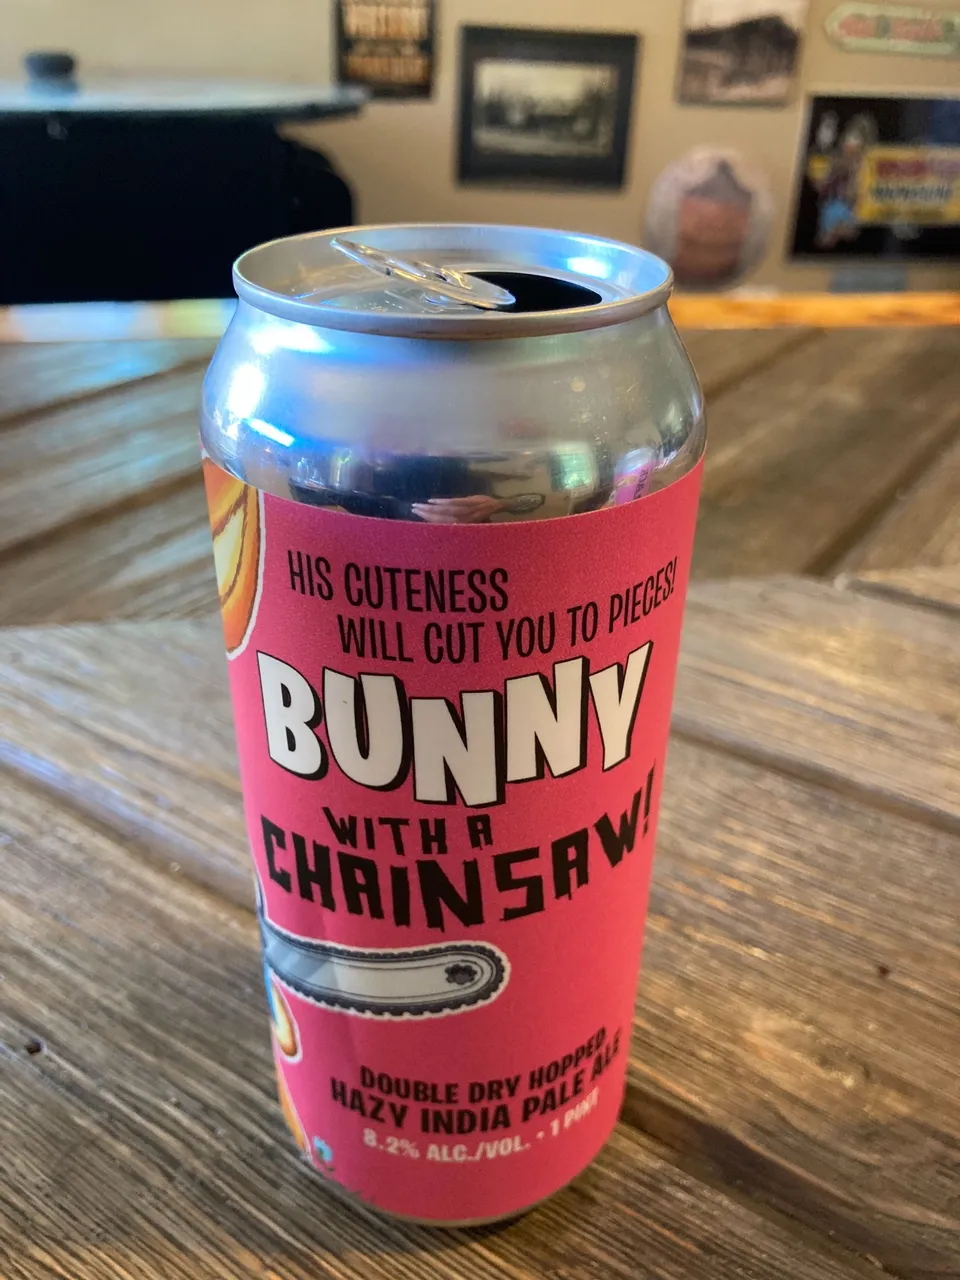 HIS CUTENESS
WILL CUT YOU TO PIECES!
BUNNY
WITH A
CHAINSAW!
DOUBLE DRY HOPPED
HAZY INDIA PALE ALE
8.2% ALC./VOL. · 1 PINT